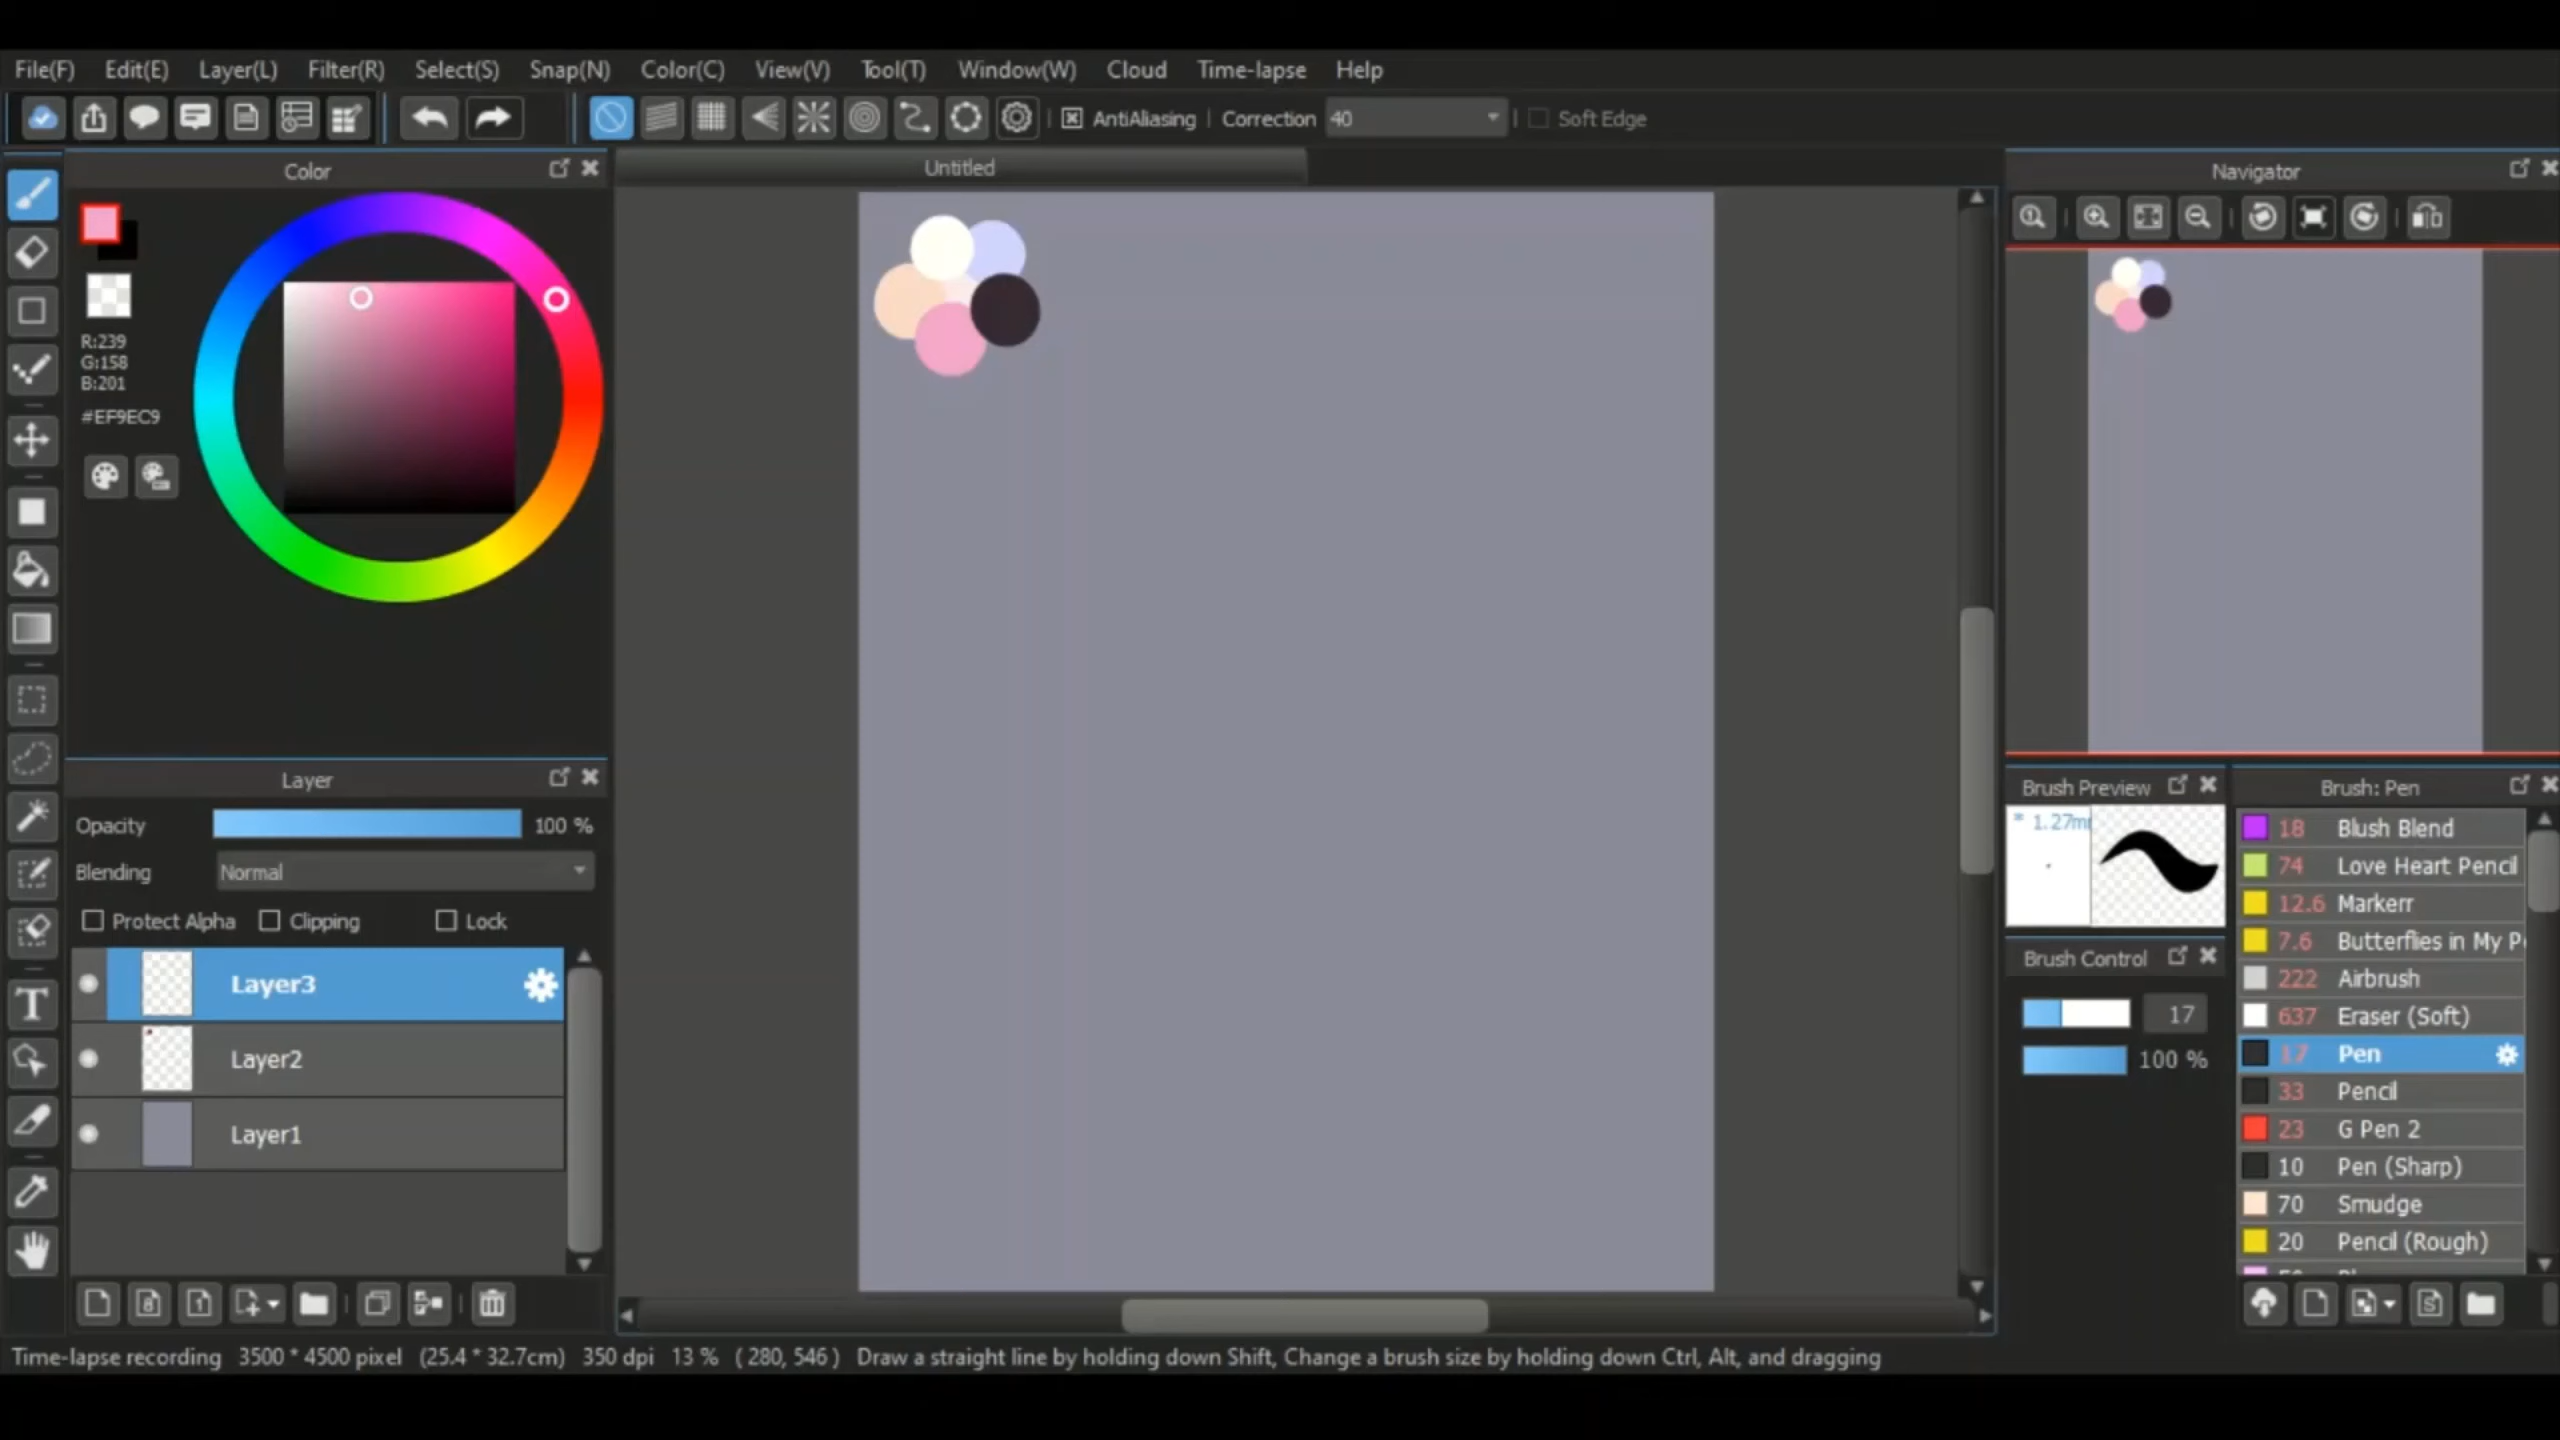 File(F) Edit(E) Layer(L) Filter(R) Select(S) Snap(N) Color(C) View(V) Tool(T) Window(W) Cloud Time-lapse Help
AntiAliasing Correction 40 Soft Edge
Color
Untitled
Navigator
R:239
G:158
B:201
#EF9EC9
Layer
Opacity 100 %
Blending Normal
Protect Alpha Clipping Lock
Layer3
Layer2
Layer1
Brush Preview
* 1.27m
Brush Control
17
100 %
Brush: Pen
18 Blush Blend
74 Love Heart Pencil
12.6 Markerr
7.6 Butterflies in My P
222 Airbrush
637 Eraser (Soft)
17 Pen
33 Pencil
23 G Pen 2
10 Pen (Sharp)
70 Smudge
20 Pencil (Rough)
Time-lapse recording 3500 * 4500 pixel (25.4 * 32.7cm) 350 dpi 13 % ( 280, 546 ) Draw a straight line by holding down Shift, Change a brush size by holding down Ctrl, Alt, and dragging